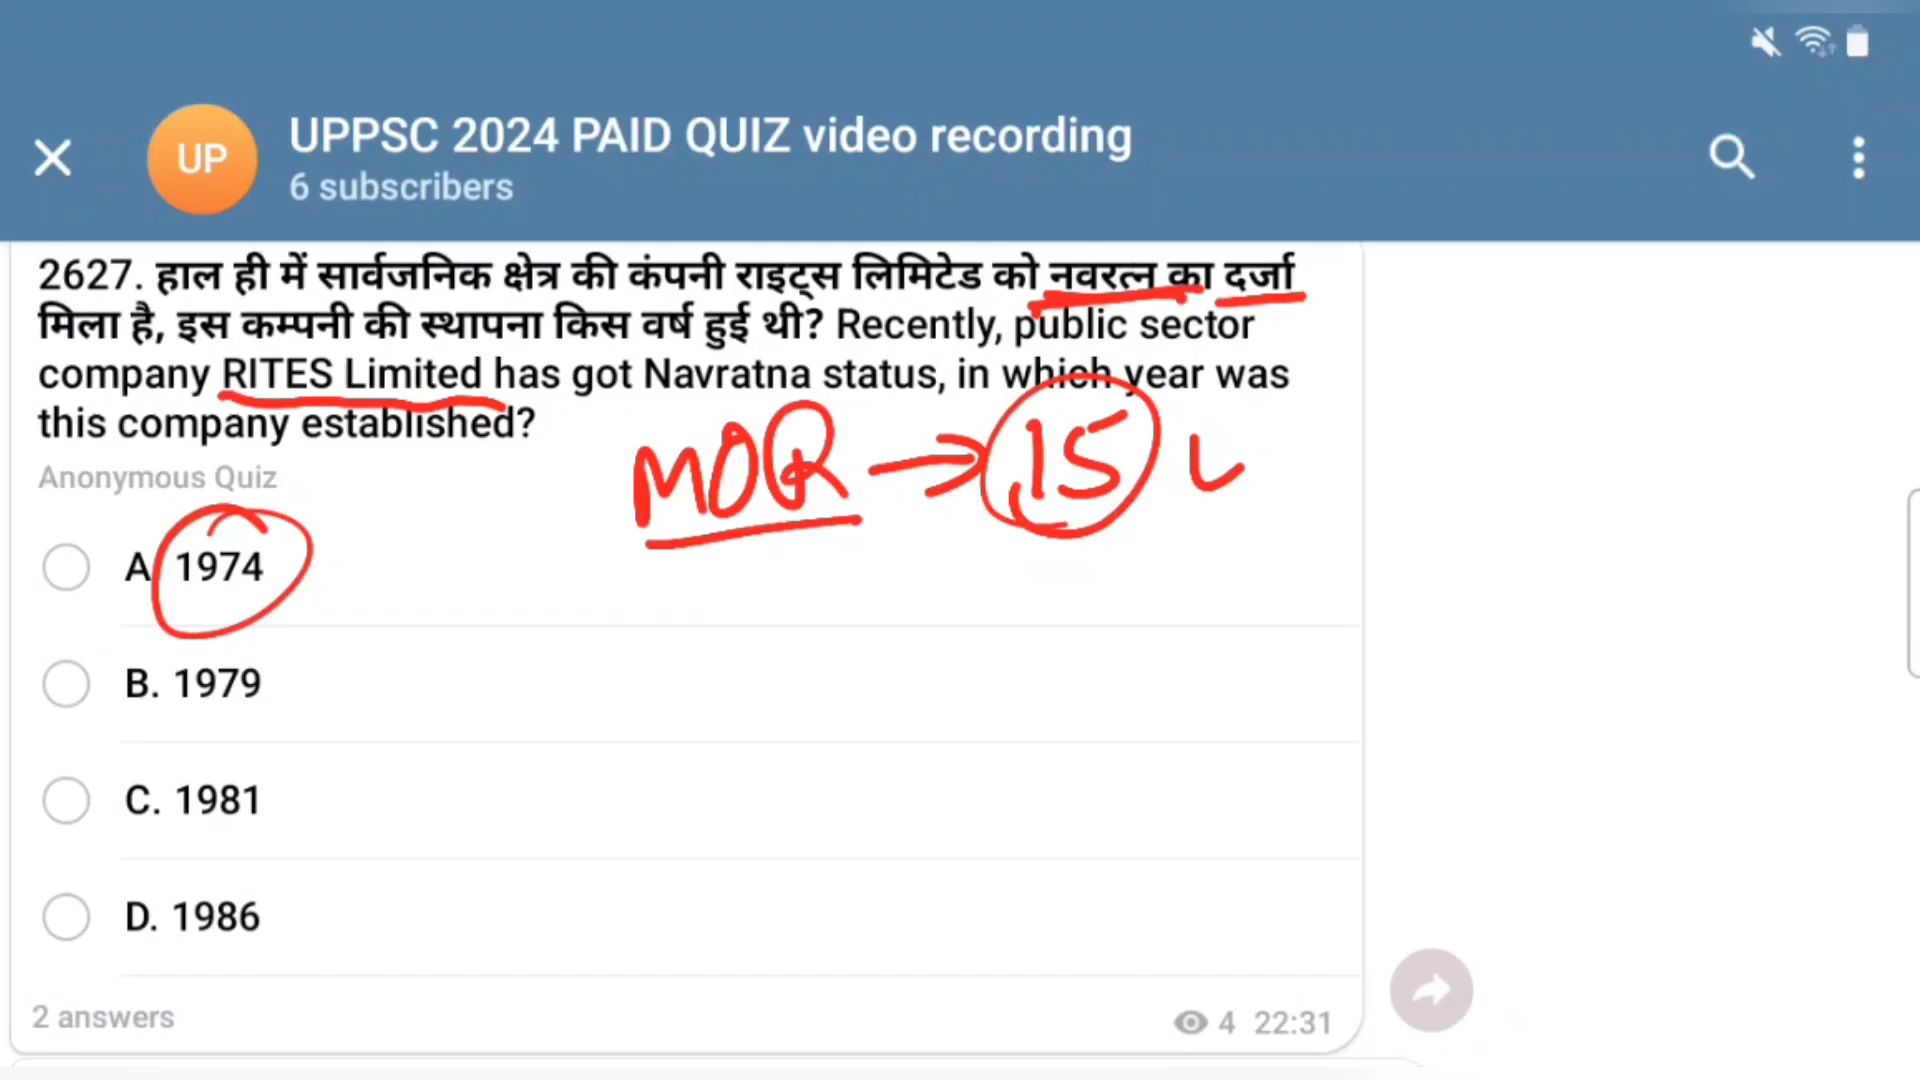 UP
UPPSC 2024 PAID QUIZ video recording
6 subscribers
2627. हाल ही में सार्वजनिक क्षेत्र की कंपनी राइट्स लिमिटेड को नवरत्न का दर्जा
मिला है, इस कम्पनी की स्थापना किस वर्ष हुई थी? Recently, public sector
company RITES Limited has got Navratna status, in which year was
this company established?
MOR → 15
Anonymous Quiz
A 1974
B. 1979
C. 1981
D. 1986
2 answers
4 22:31